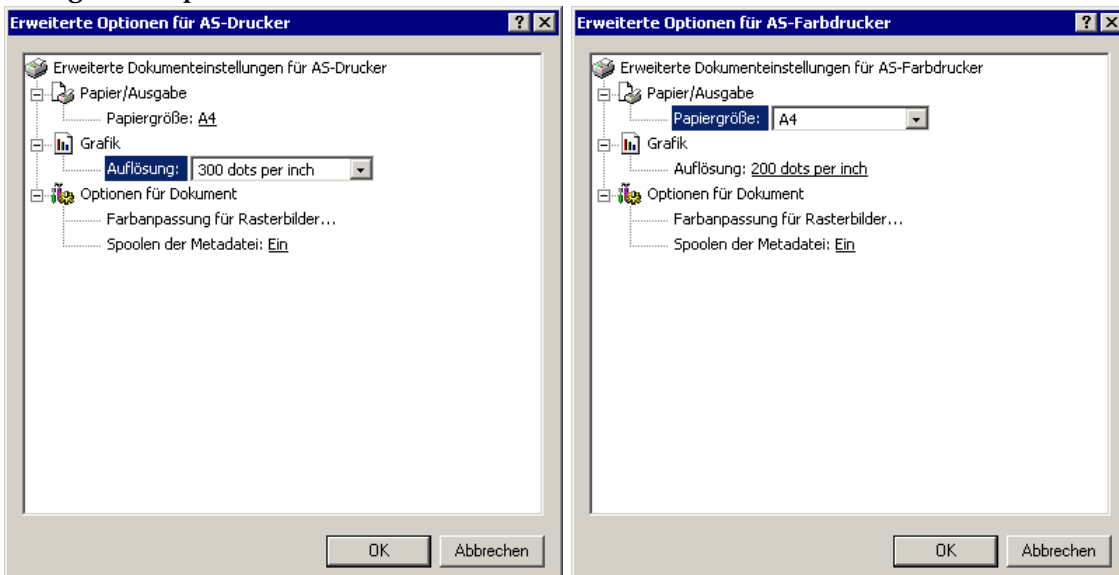 Erweiterte Optionen für AS-Drucker
Erweiterte Dokumenteinstellungen für AS-Drucker
Papier/Ausgabe
Papiergröße: A4
Grafik
Auflösung: 300 dots per inch
Optionen für Dokument
Farbanpassung für Rasterbilder...
Spoolen der Metadatei: Ein
OK Abbrechen
Erweiterte Optionen für AS-Farbdrucker
Erweiterte Dokumenteinstellungen für AS-Farbdrucker
Papier/Ausgabe
Papiergröße: A4
Grafik
Auflösung: 200 dots per inch
Optionen für Dokument
Farbanpassung für Rasterbilder...
Spoolen der Metadatei: Ein
OK Abbrechen